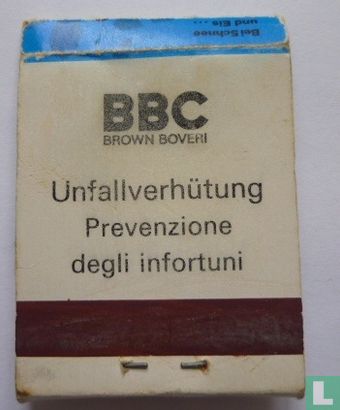 Bei Schnee
und Eis ...
BBC
BROWN BOVERI
Unfallverhütung
Prevenzione
degli infortuni
L